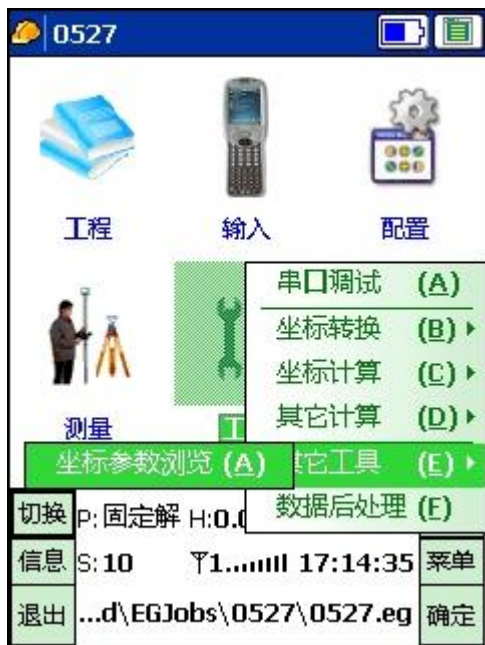 0527
工程 输入 配置
串口调试 (A)
坐标转换 (B)
坐标计算 (C)
其它计算 (D)
测量 工
坐标参数浏览 (A) 其它工具 (E)
数据后处理 (F)
切换 P: 固定解 H:0.0
信息 S: 10 1 17:14:35 菜单
退出 ...d\EGJobs\0527\0527.eg 确定